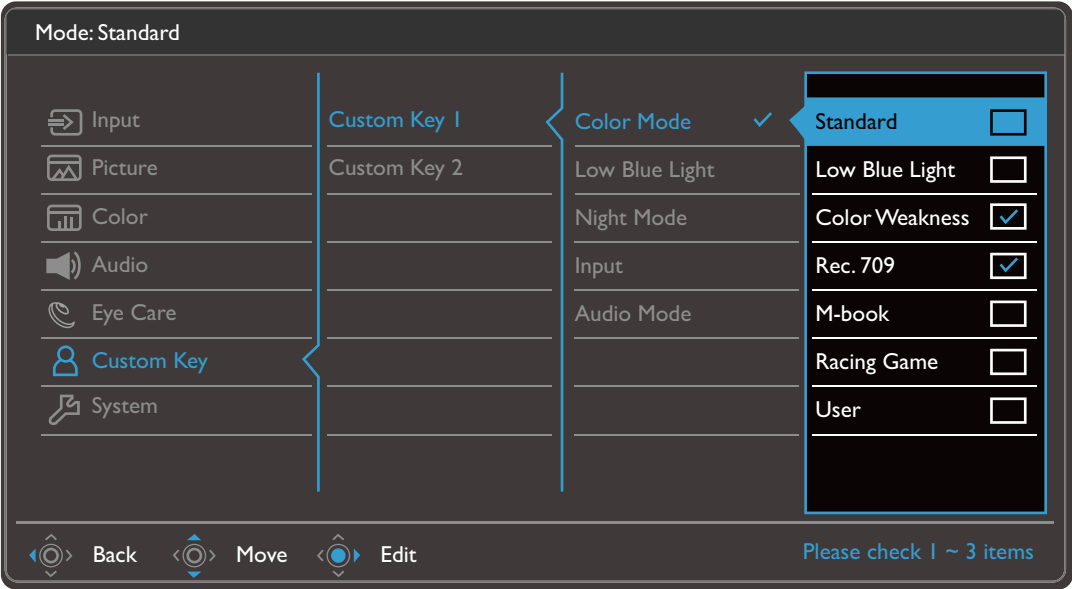 Mode: Standard
Input
Picture
Color
Audio
Eye Care
Custom Key
System
Custom Key 1
Custom Key 2
Color Mode
Low Blue Light
Night Mode
Input
Audio Mode
Standard
Low Blue Light
Color Weakness
Rec. 709
M-book
Racing Game
User
Back
Move
Edit
Please check 1 ~ 3 items